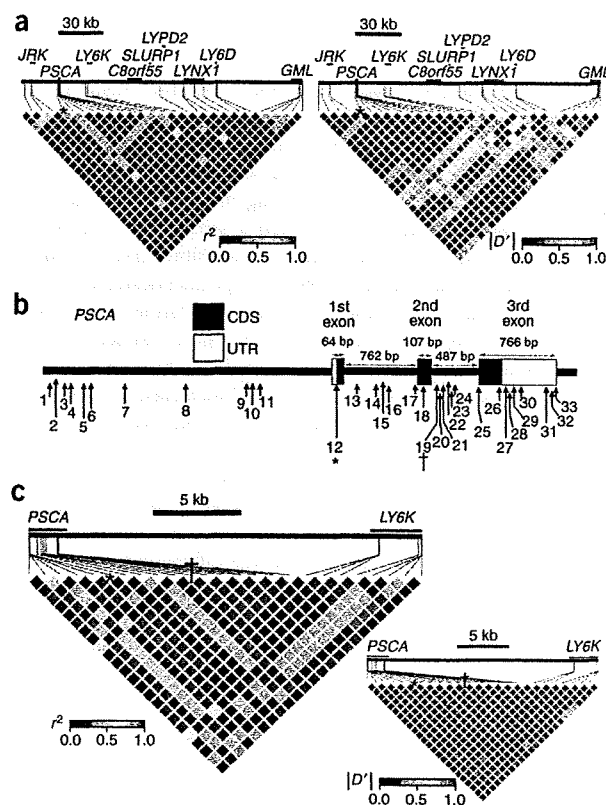 a
30 kb
30 kb
LYPD2
LYPD2
JRK LY6K SLURP1 LY6D
JRK LY6K SLURP1 LY6D
PSCA C8orf55 LYNX1 GML
PSCA C8orf55 LYNX1 GML
r²
0.0 0.5 1.0
|D′|
0.0 0.5 1.0
b
PSCA
CDS
UTR
1st exon
2nd exon
3rd exon
64 bp
762 bp
107 bp
487 bp
766 bp
1 2 3 4 5 6 7 8 9 10 11 12 13 14 15 16 17 18 19 20 21 22 23 24 25 26 27 28 29 30 31 32 33
*
†
c
5 kb
PSCA
LY6K
*
†
r²
0.0 0.5 1.0
5 kb
PSCA
LY6K
†
|D′|
0.0 0.5 1.0